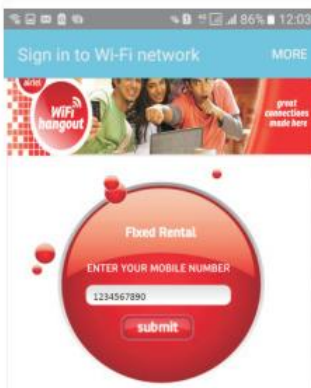 86% 12:03
Sign in to Wi-Fi network MORE
airtel
WiFi
hangout
great
connections
made here
Fixed Rental
ENTER YOUR MOBILE NUMBER
1234567890
submit